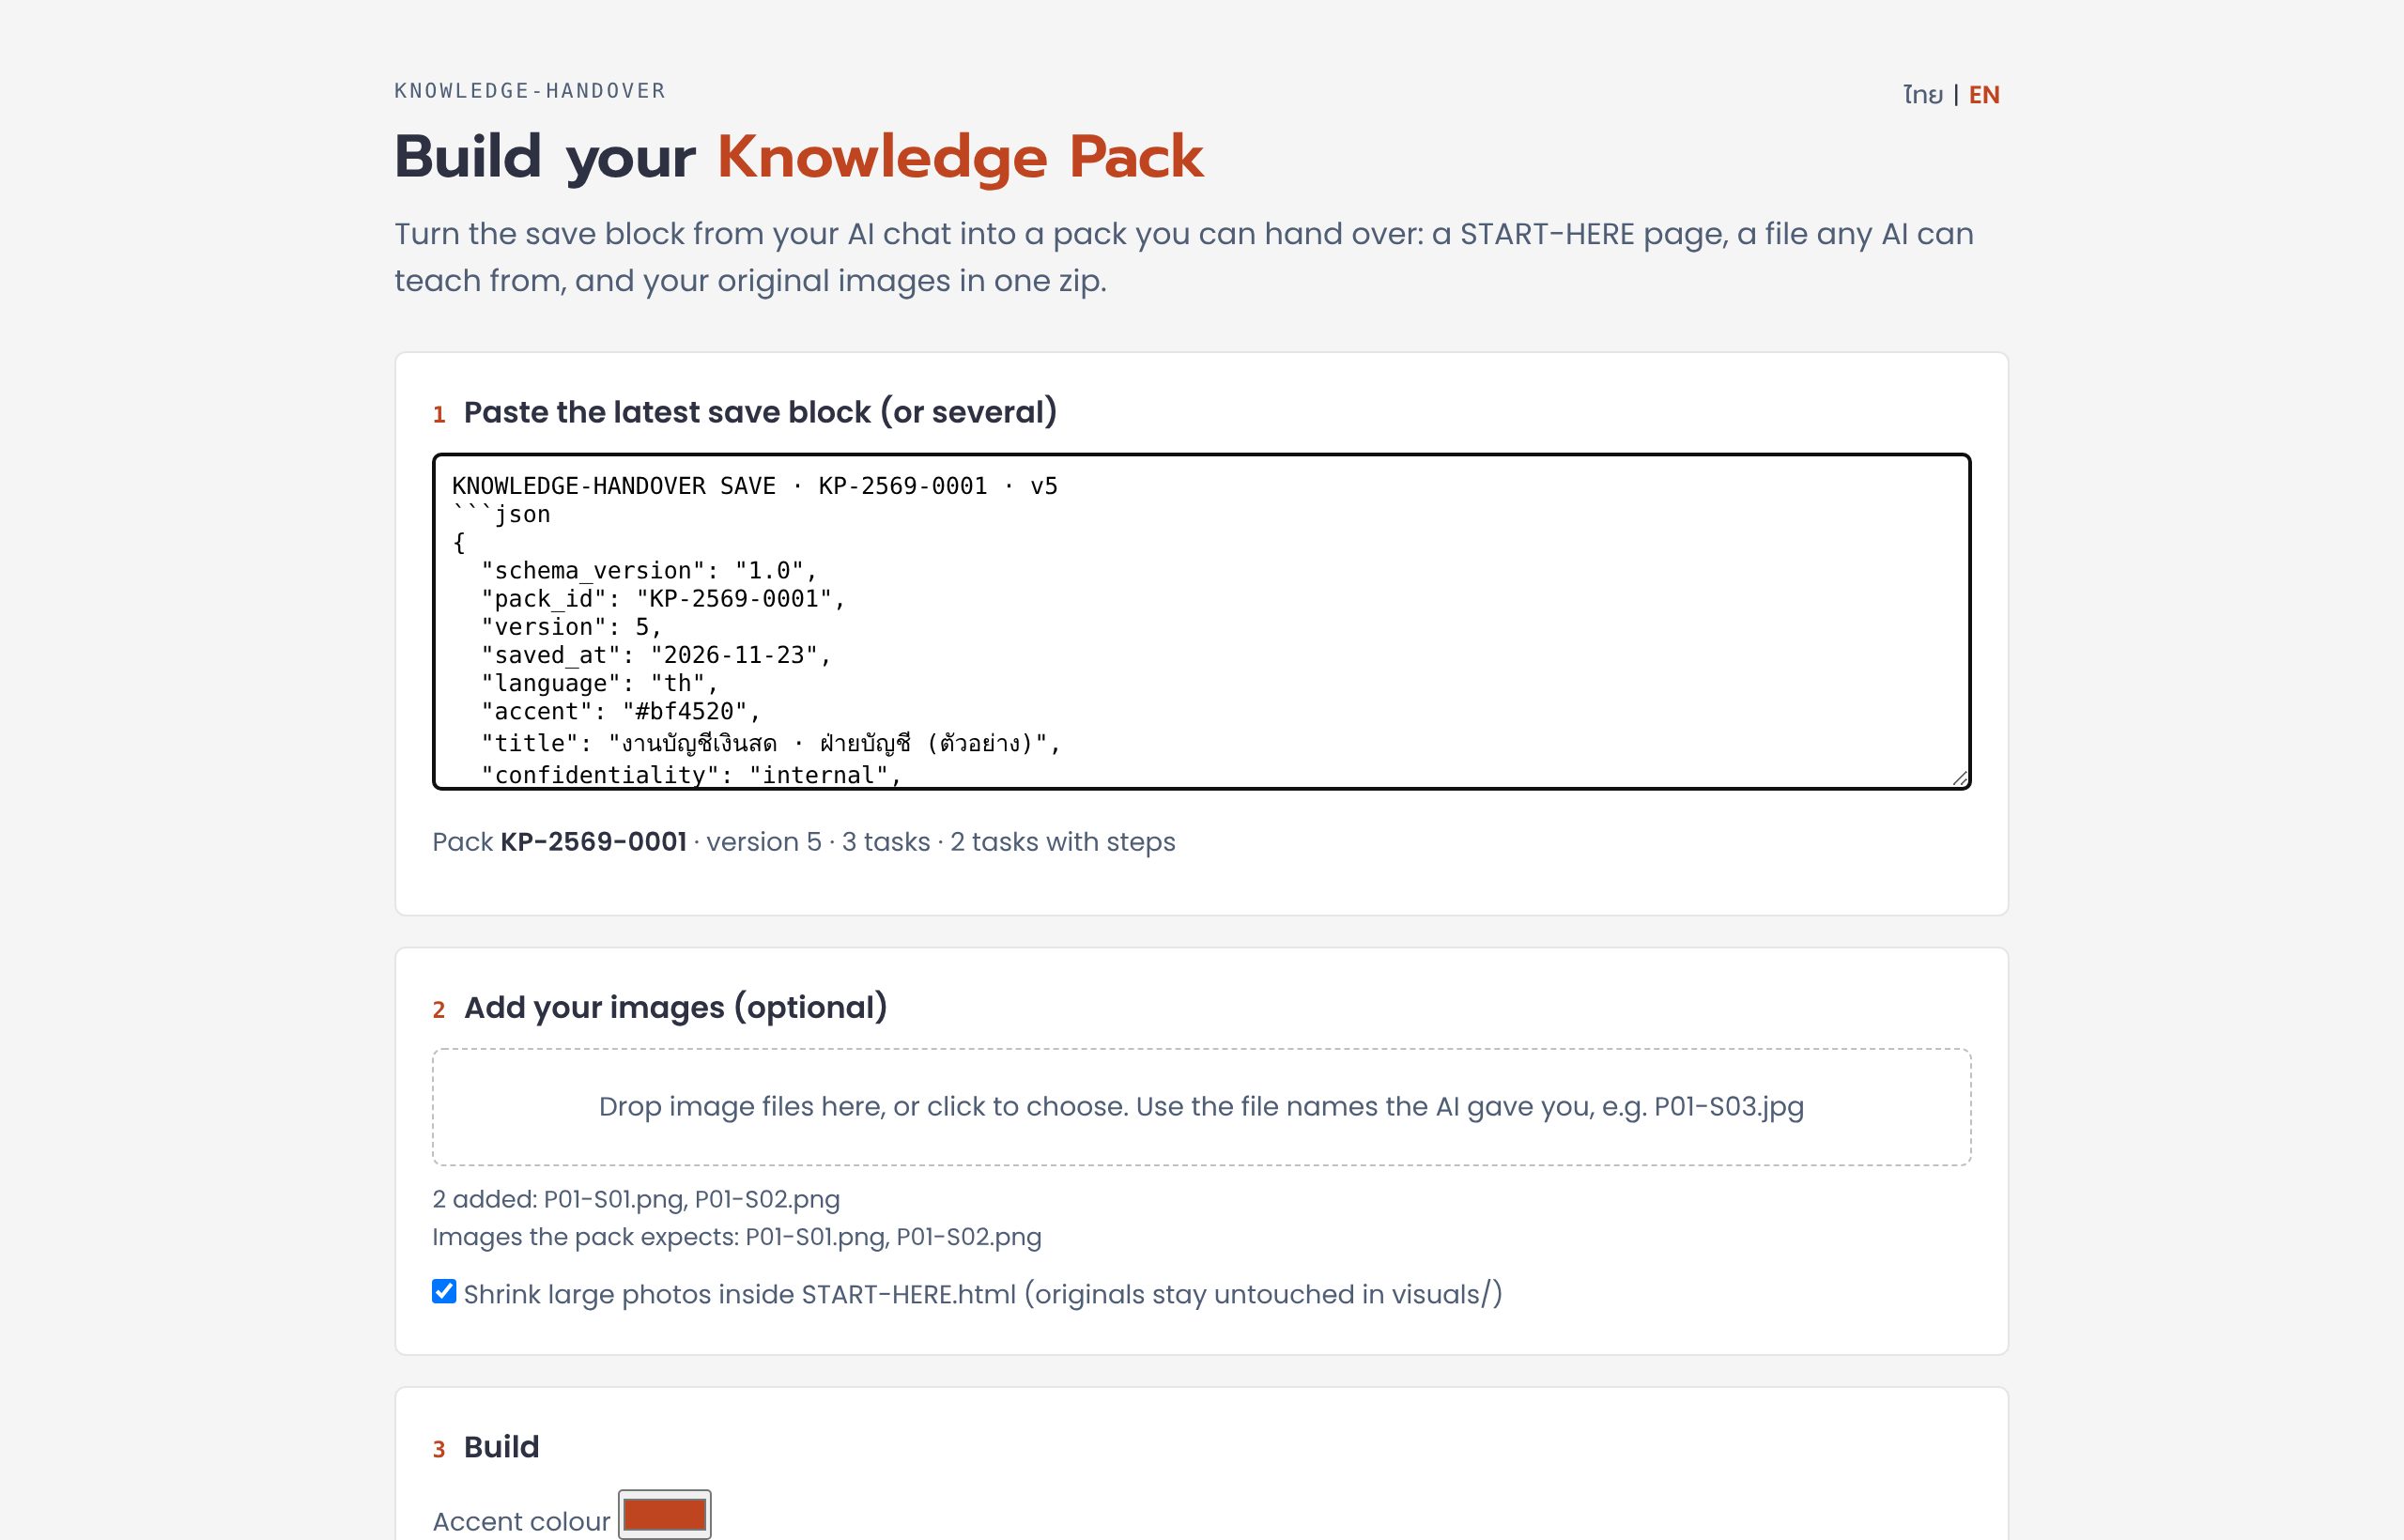 KNOWLEDGE-HANDOVER
ไทย | EN
Build your Knowledge Pack
Turn the save block from your AI chat into a pack you can hand over: a START-HERE page, a file any AI can
teach from, and your original images in one zip.
1 Paste the latest save block (or several)
KNOWLEDGE-HANDOVER SAVE · KP-2569-0001 · v5
```json
{
  "schema_version": "1.0",
  "pack_id": "KP-2569-0001",
  "version": 5,
  "saved_at": "2026-11-23",
  "language": "th",
  "accent": "#bf4520",
  "title": "งานบัญชีเงินสด · ฝ่ายบัญชี (ตัวอย่าง)",
  "confidentiality": "internal",
Pack KP-2569-0001 · version 5 · 3 tasks · 2 tasks with steps
2 Add your images (optional)
Drop image files here, or click to choose. Use the file names the AI gave you, e.g. P01-S03.jpg
2 added: P01-S01.png, P01-S02.png
Images the pack expects: P01-S01.png, P01-S02.png
Shrink large photos inside START-HERE.html (originals stay untouched in visuals/)
3 Build
Accent colour